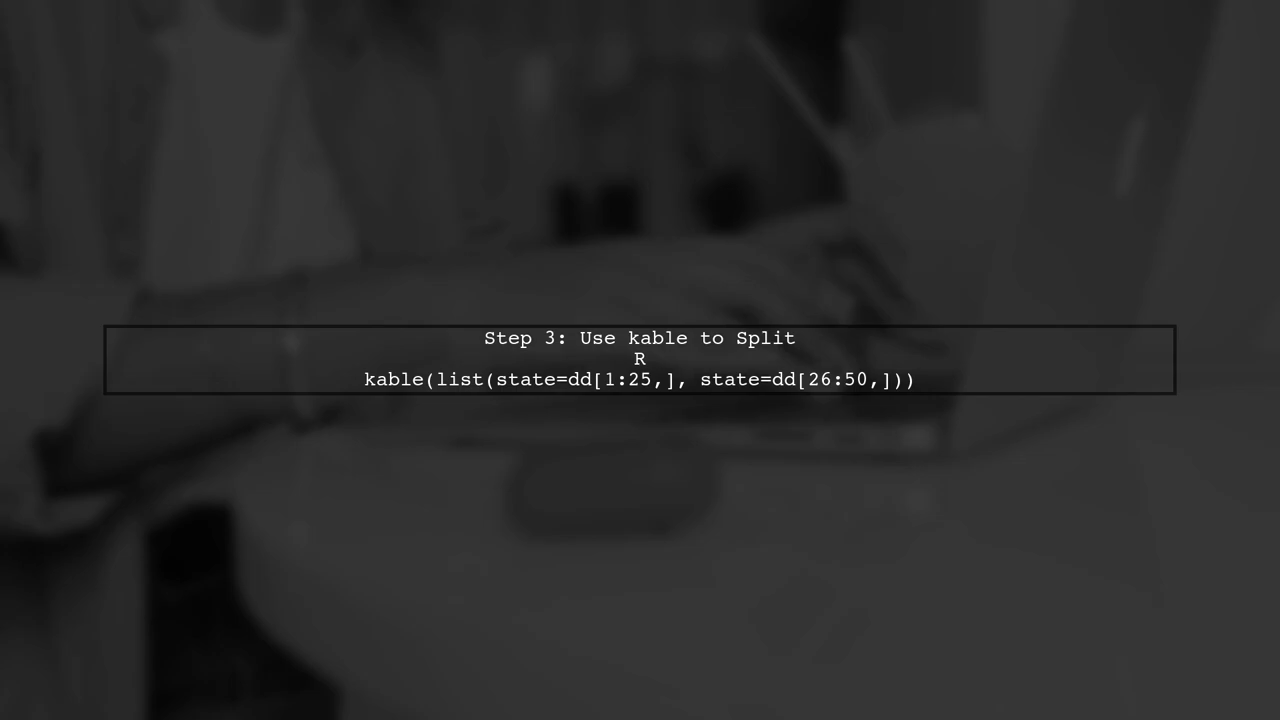 Step 3: Use kable to Split
R
kable(list(state=dd[1:25,], state=dd[26:50,]))